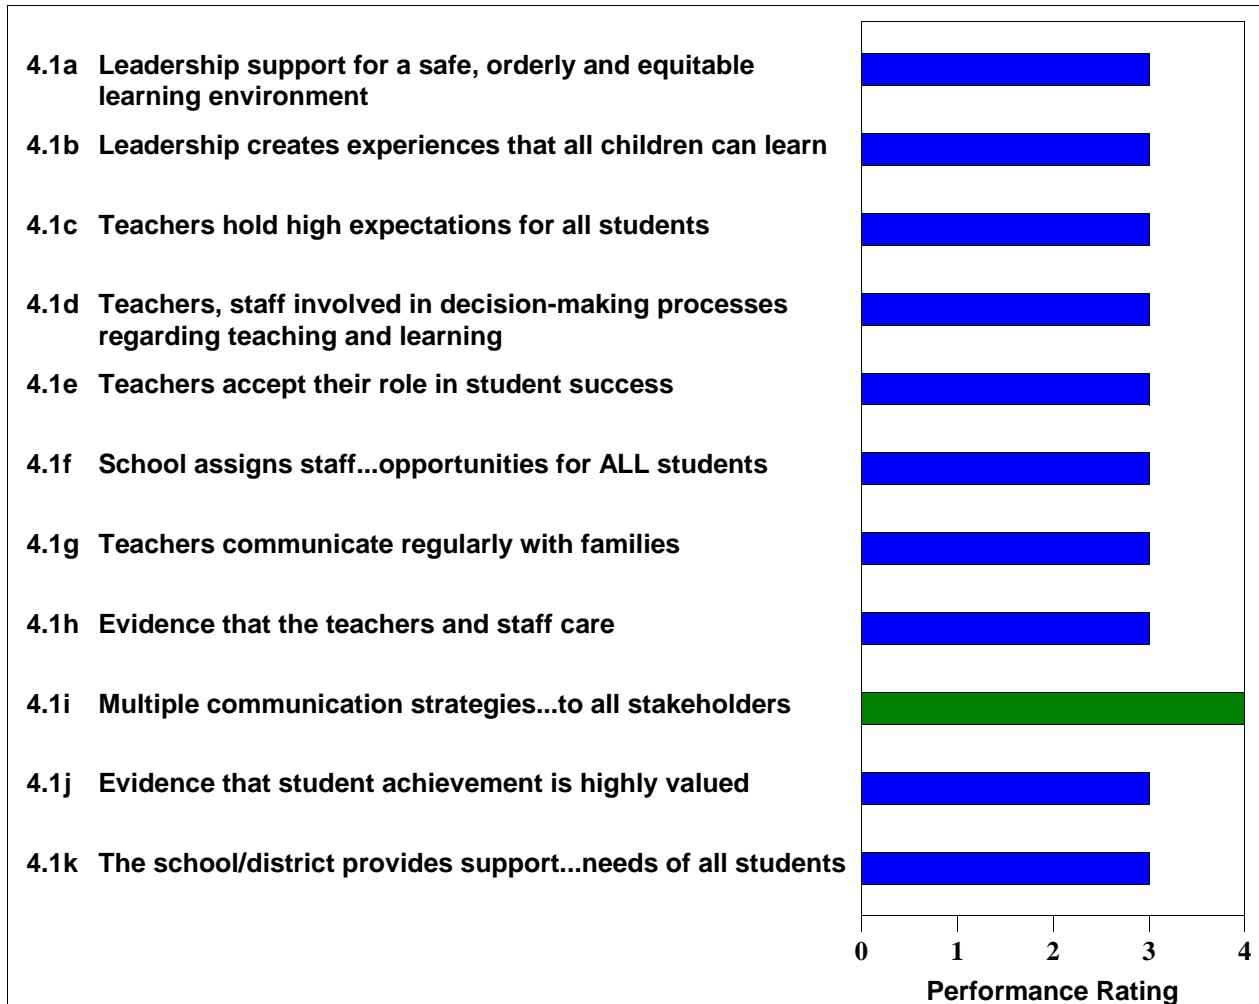 4.1a Leadership support for a safe, orderly and equitable
learning environment
4.1b Leadership creates experiences that all children can learn
4.1c Teachers hold high expectations for all students
4.1d Teachers, staff involved in decision-making processes
regarding teaching and learning
4.1e Teachers accept their role in student success
4.1f School assigns staff...opportunities for ALL students
4.1g Teachers communicate regularly with families
4.1h Evidence that the teachers and staff care
4.1i Multiple communication strategies...to all stakeholders
4.1j Evidence that student achievement is highly valued
4.1k The school/district provides support...needs of all students
0 1 2 3 4
Performance Rating